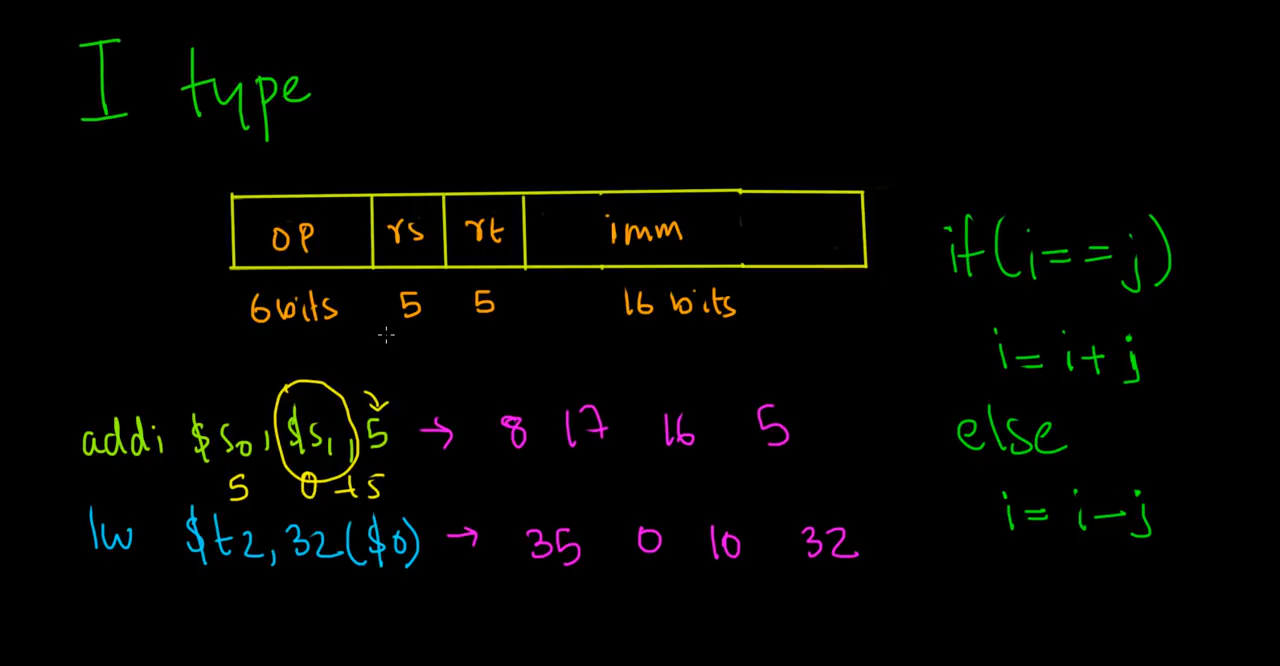 I type
OP rs rt imm
6 bits 5 5 16 bits
if(i==j)
i = i + j
else
i = i - j
addi $s0, $s1, 5 → 8 17 16 5
5 0 + 5
lw $t2, 32($0) → 35 0 10 32